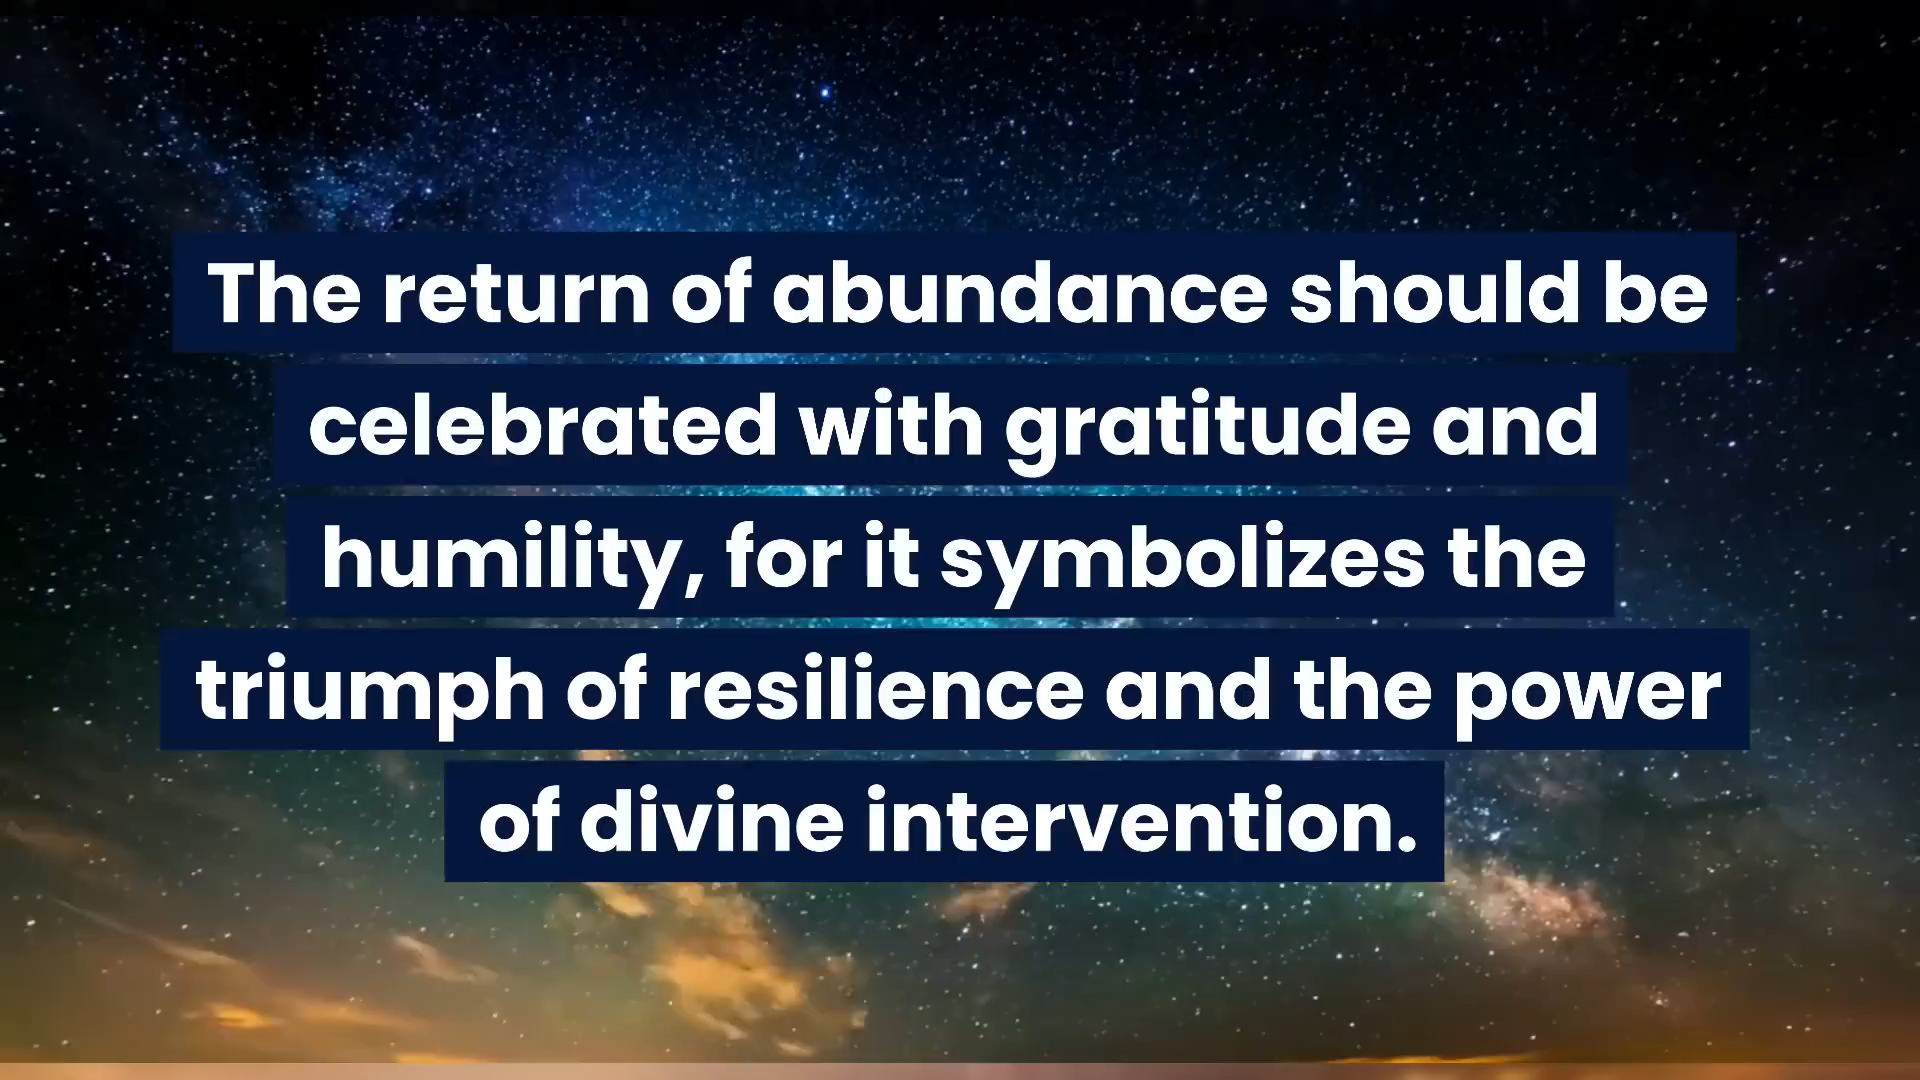 The return of abundance should be
celebrated with gratitude and
humility, for it symbolizes the
triumph of resilience and the power
of divine intervention.